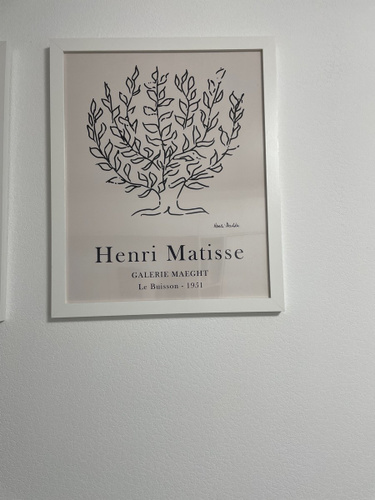 Henri Matisse
GALERIE MAEGHT
Le Buisson - 1951